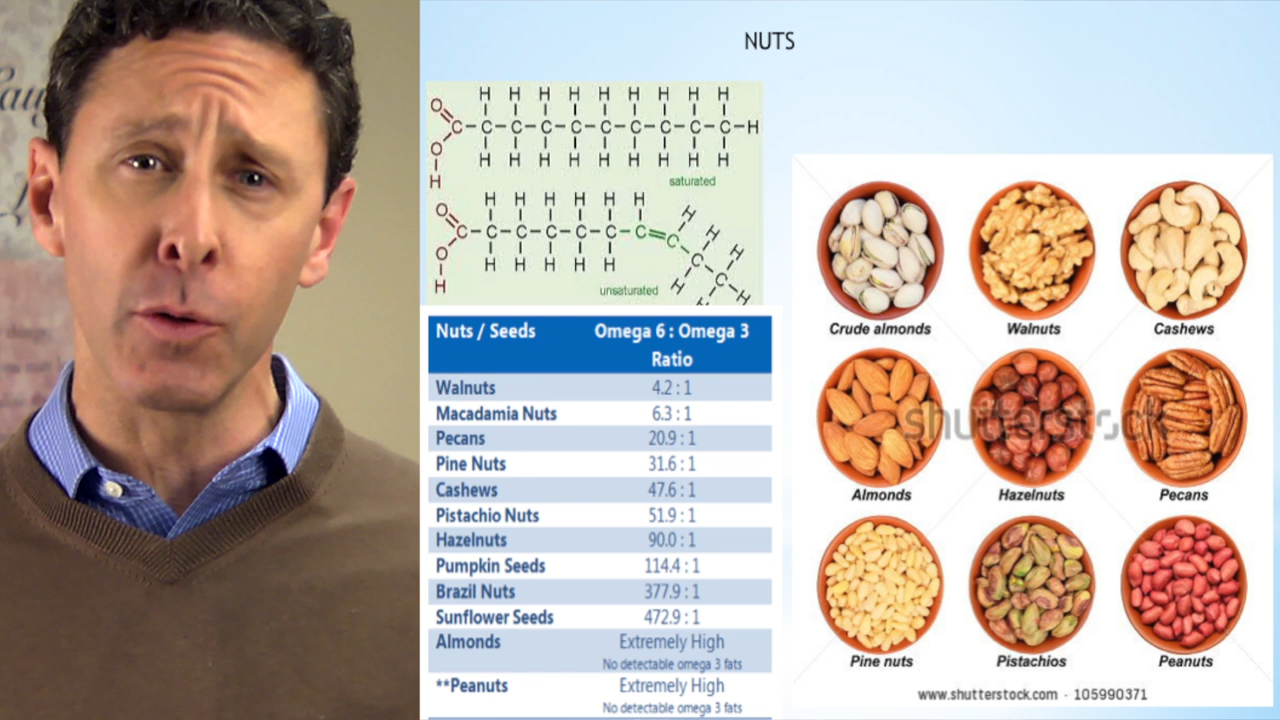 NUTS
H H H H H H H H H
O C C C C C C C C C C H
O H H H H H H H H H
H
saturated
H H H H H H
O C C C C C C C C H
O H H H H H C H
H C H
unsaturated H H
Nuts / Seeds Omega 6 : Omega 3
Ratio
Walnuts 4.2 : 1
Macadamia Nuts 6.3 : 1
Pecans 20.9 : 1
Pine Nuts 31.6 : 1
Cashews 47.6 : 1
Pistachio Nuts 51.9 : 1
Hazelnuts 90.0 : 1
Pumpkin Seeds 114.4 : 1
Brazil Nuts 377.9 : 1
Sunflower Seeds 472.9 : 1
Almonds Extremely High
No detectable omega 3 fats
**Peanuts Extremely High
No detectable omega 3 fats
Crude almonds Walnuts Cashews
shutterstock
Almonds Hazelnuts Pecans
Pine nuts Pistachios Peanuts
www.shutterstock.com · 105990371